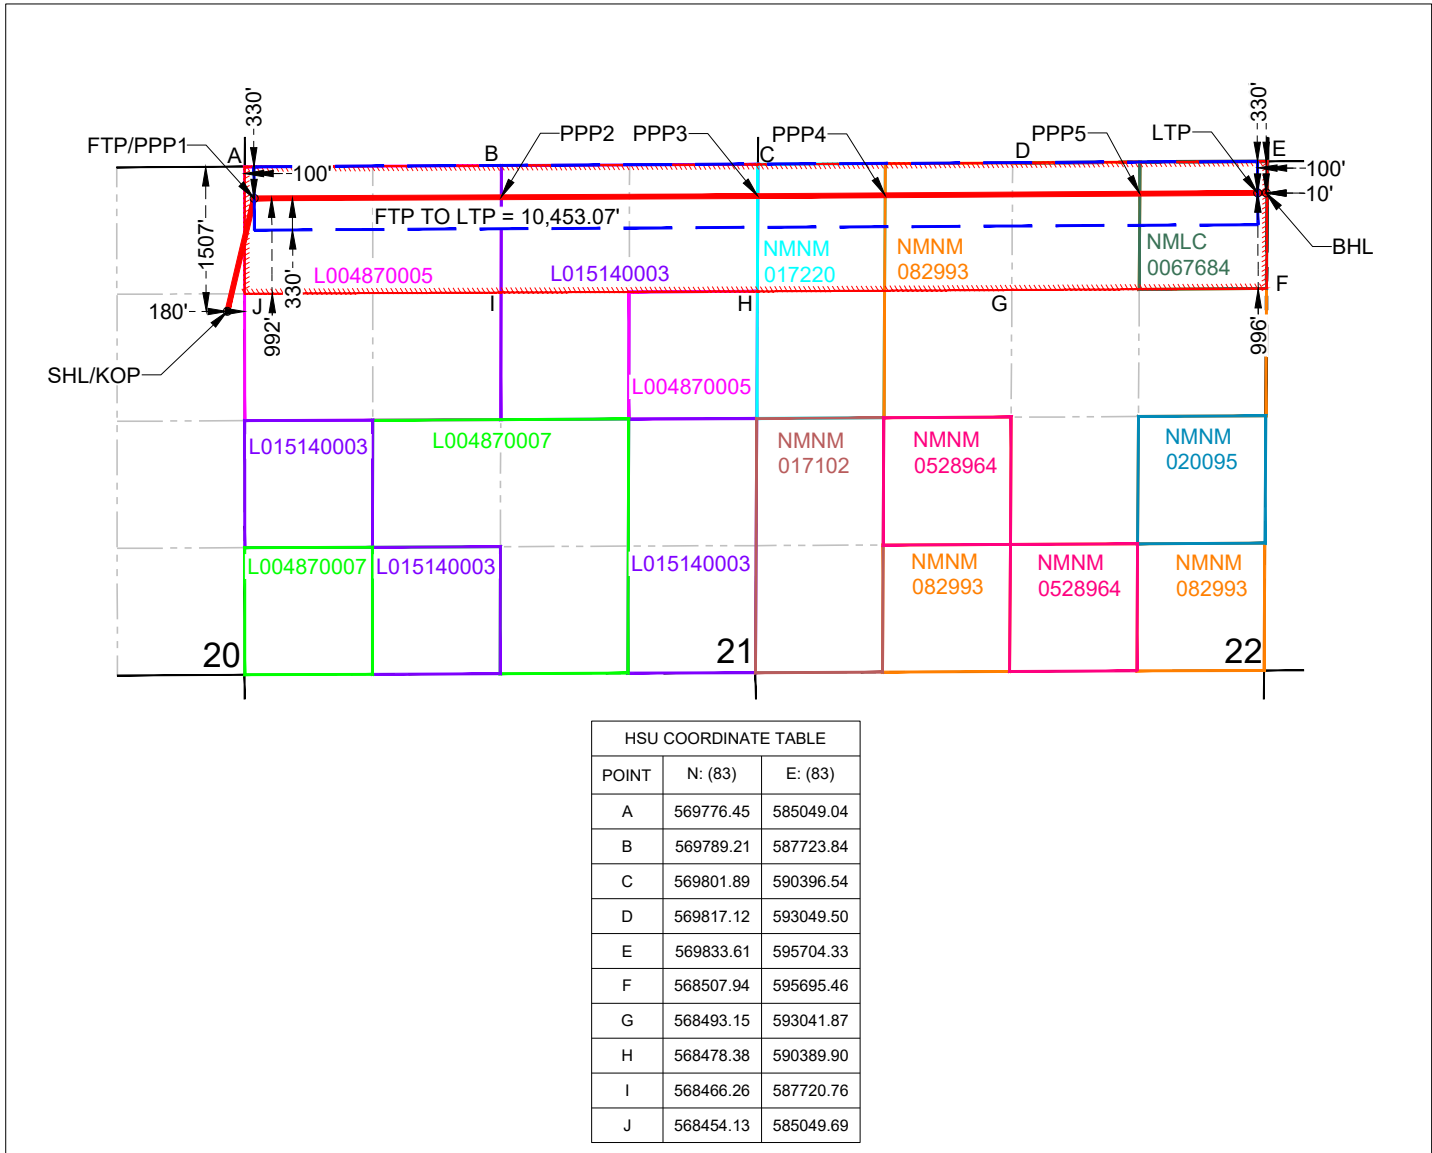 330'
330'
FTP/PPP1
A
B
PPP2
PPP3
C
PPP4
D
PPP5
LTP
E
100'
100'
10'
BHL
FTP TO LTP = 10,453.07'
1507'
330'
992'
996'
180'
SHL/KOP
L004870005
L015140003
NMNM
017220
NMNM
082993
NMLC
0067684
J
I
H
G
F
L004870005
L015140003
L004870007
NMNM
017102
NMNM
0528964
NMNM
020095
L004870007
L015140003
L015140003
NMNM
082993
NMNM
0528964
NMNM
082993
20
21
22
HSU COORDINATE TABLE
POINT N: (83) E: (83)
A 569776.45 585049.04
B 569789.21 587723.84
C 569801.89 590396.54
D 569817.12 593049.50
E 569833.61 595704.33
F 568507.94 595695.46
G 568493.15 593041.87
H 568478.38 590389.90
I 568466.26 587720.76
J 568454.13 585049.69